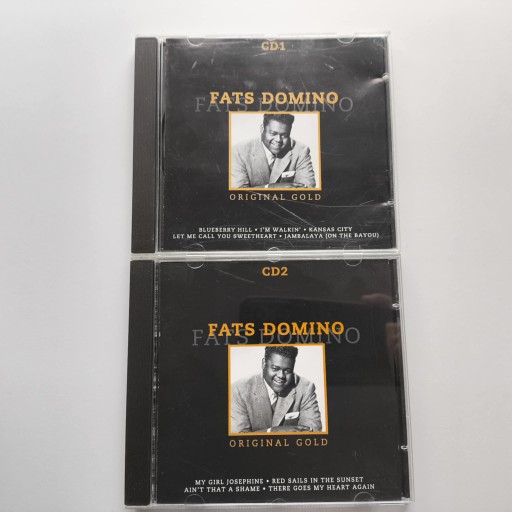 CD1
FATS DOMINO
FATS DOMINO
ORIGINAL GOLD
BLUEBERRY HILL • I'M WALKIN' • KANSAS CITY
LET ME CALL YOU SWEETHEART • JAMBALAYA (ON THE BAYOU)
CD2
FATS DOMINO
FATS DOMINO
ORIGINAL GOLD
MY GIRL JOSEPHINE • RED SAILS IN THE SUNSET
AIN'T THAT A SHAME • THERE GOES MY HEART AGAIN